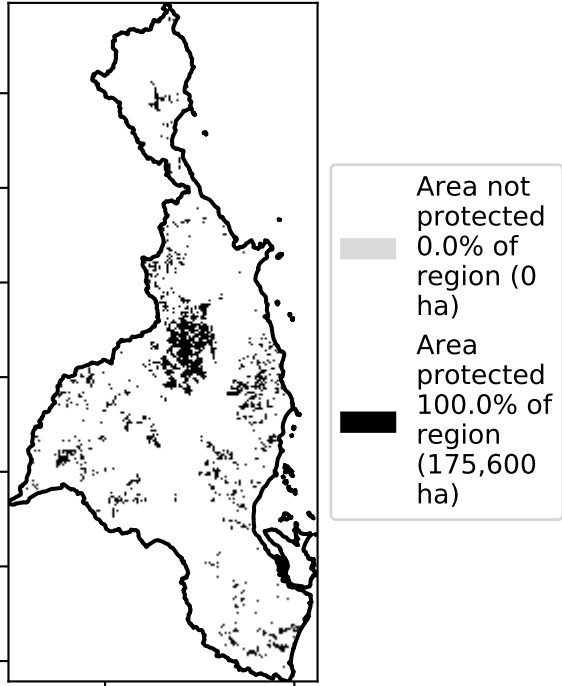 Area not
protected
0.0% of
region (0
ha)
Area
protected
100.0% of
region
(175,600
ha)